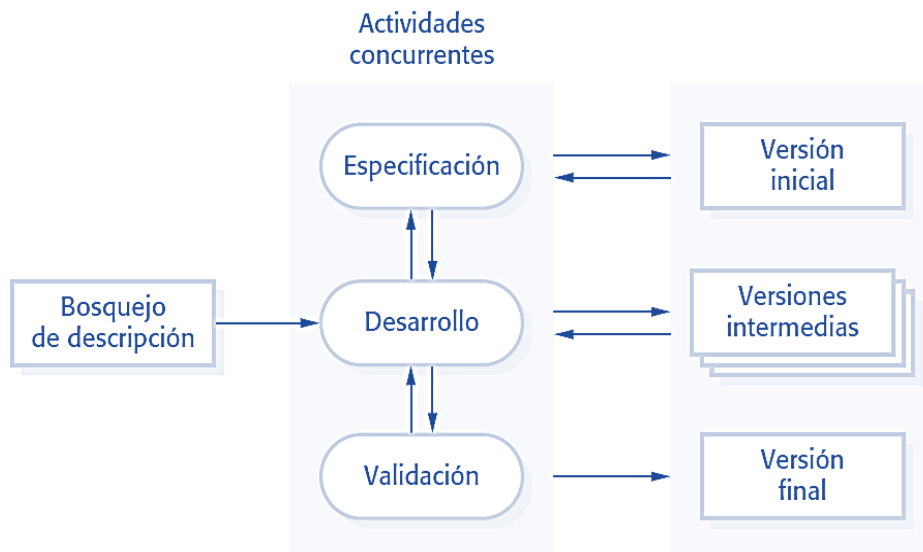 Actividades
concurrentes
Especificación
Versión
inicial
Bosquejo
de descripción
Desarrollo
Versiones
intermedias
Validación
Versión
final